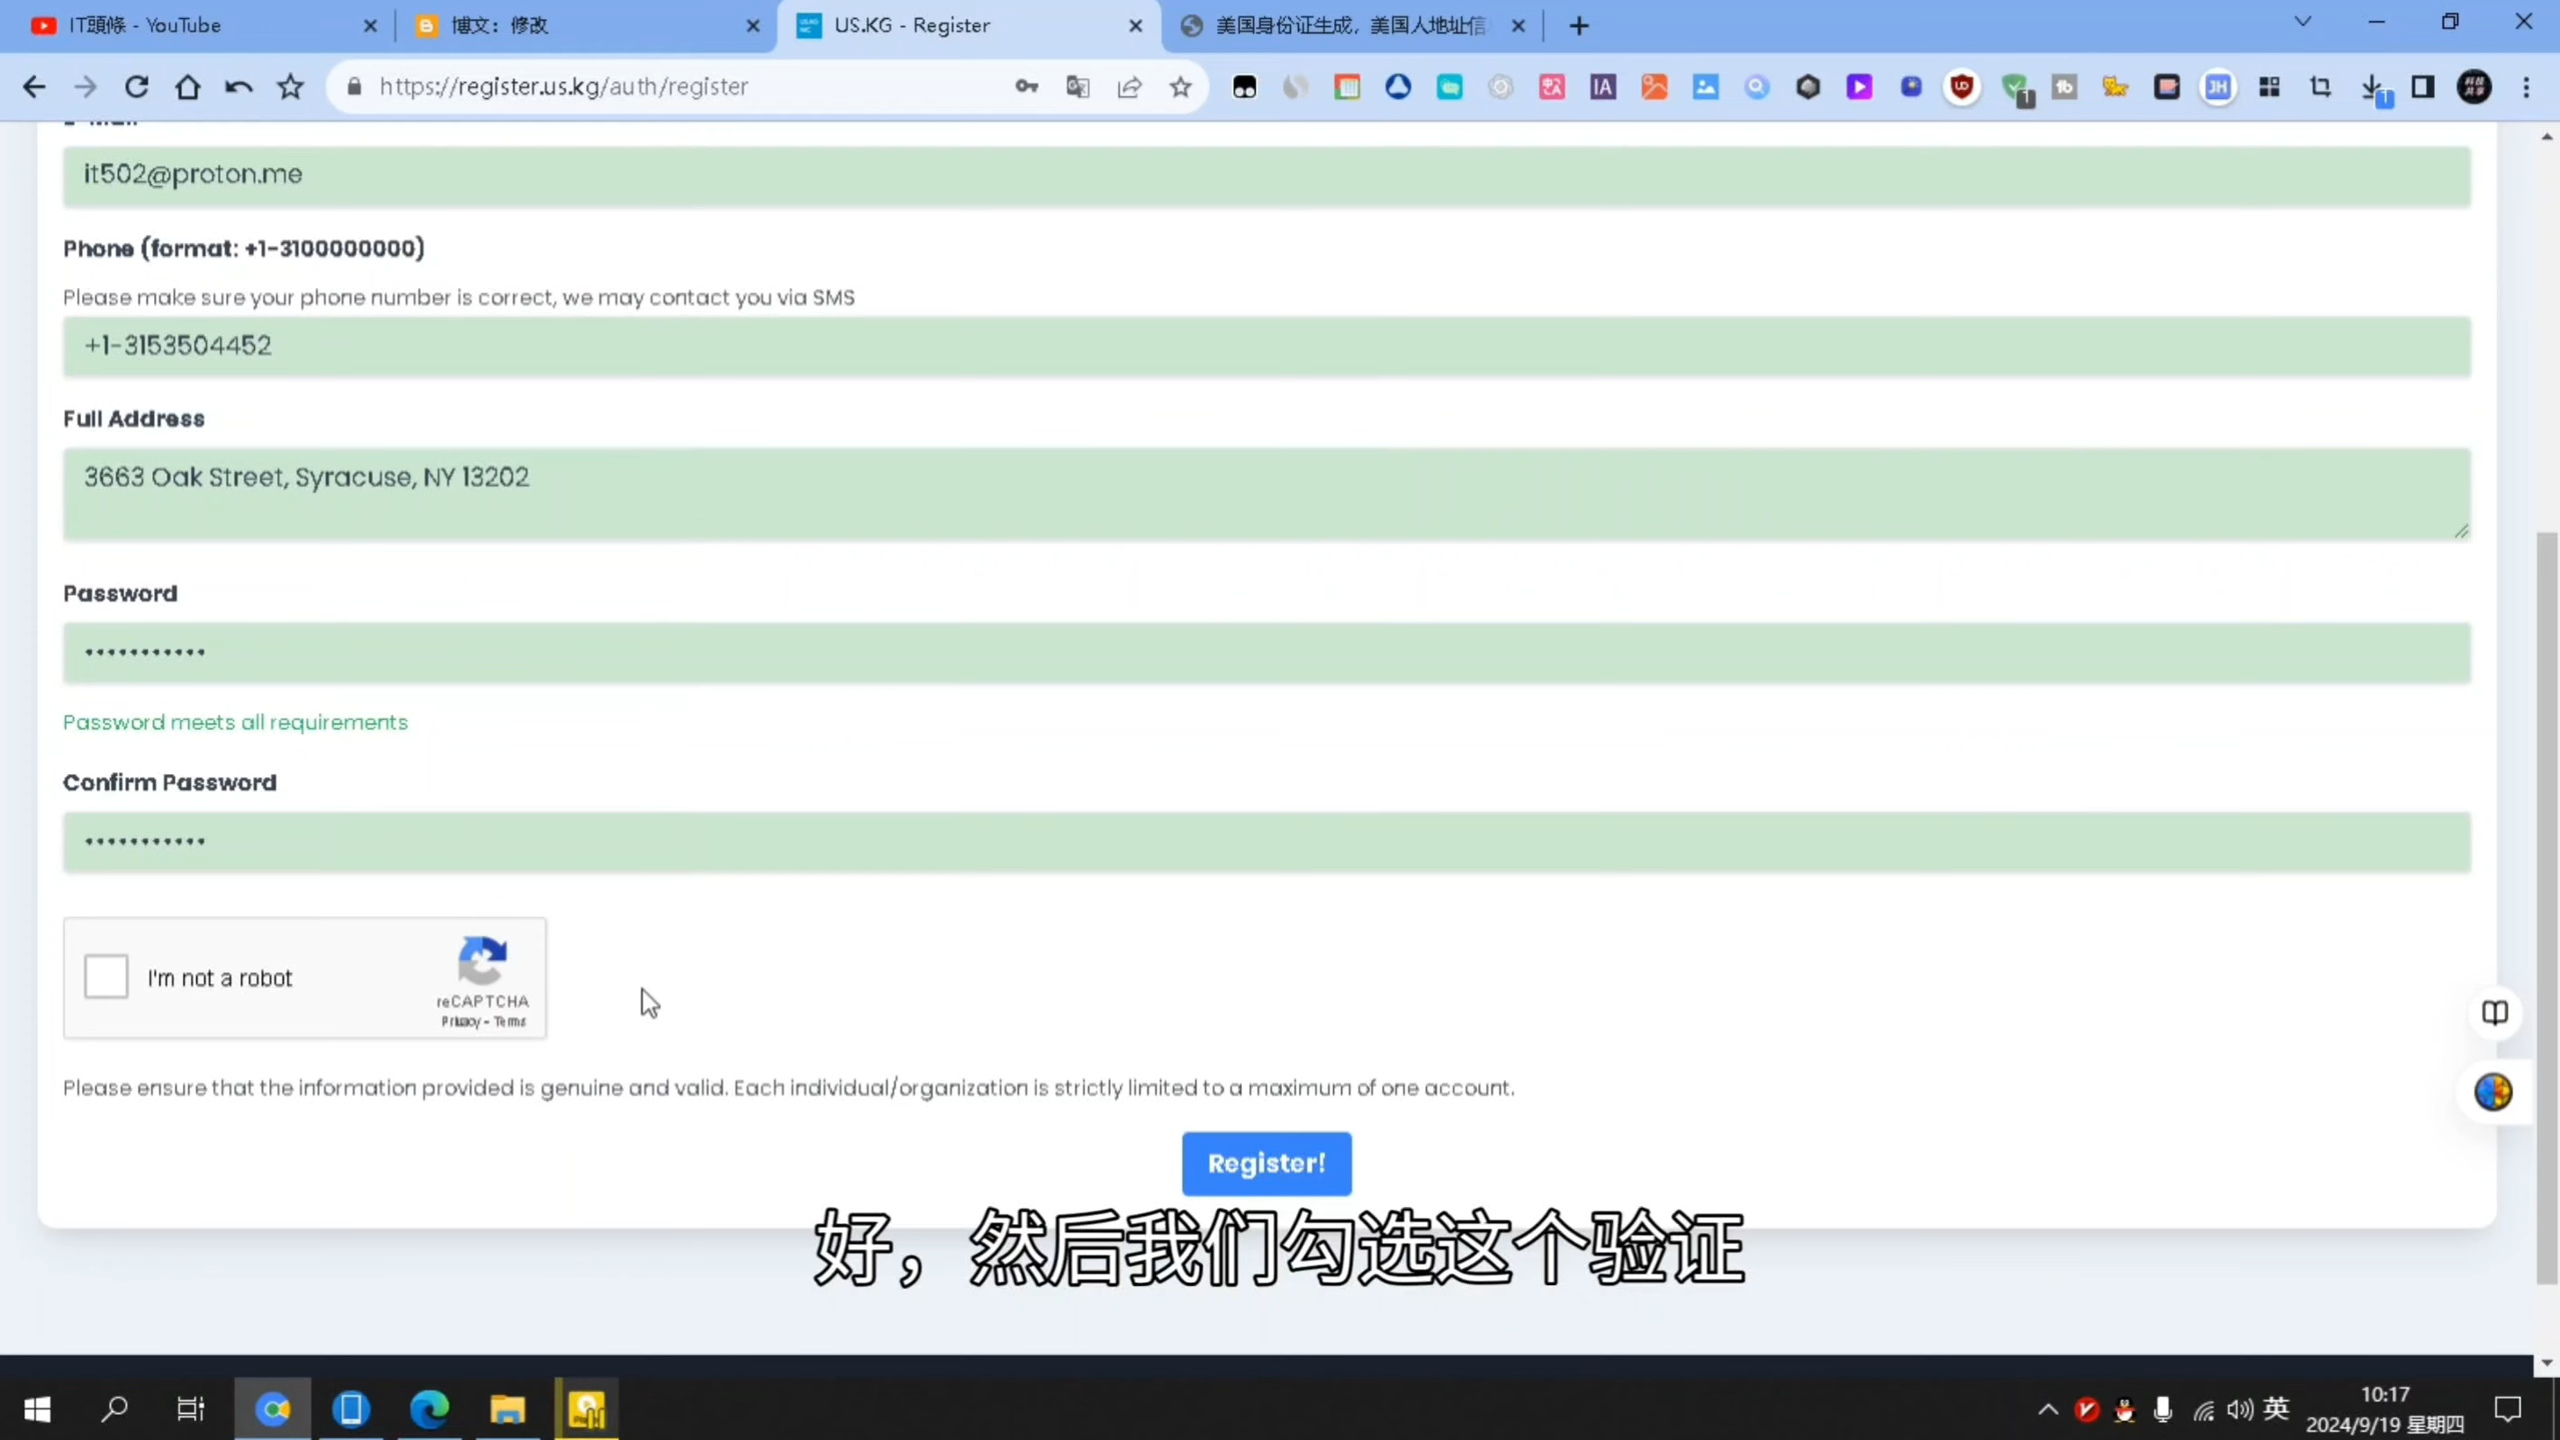 IT頭條 - YouTube
博文：修改
US.KG - Register
美国身份证生成，美国人地址信
https://register.us.kg/auth/register
it502@proton.me
Phone (format: +1-3100000000)
Please make sure your phone number is correct, we may contact you via SMS
+1-3153504452
Full Address
3663 Oak Street, Syracuse, NY 13202
Password
•••••••••••
Password meets all requirements
Confirm Password
•••••••••••
I'm not a robot
reCAPTCHA
Privacy - Terms
Please ensure that the information provided is genuine and valid. Each individual/organization is strictly limited to a maximum of one account.
Register!
好，然后我们勾选这个验证
英
10:17
2024/9/19 星期四